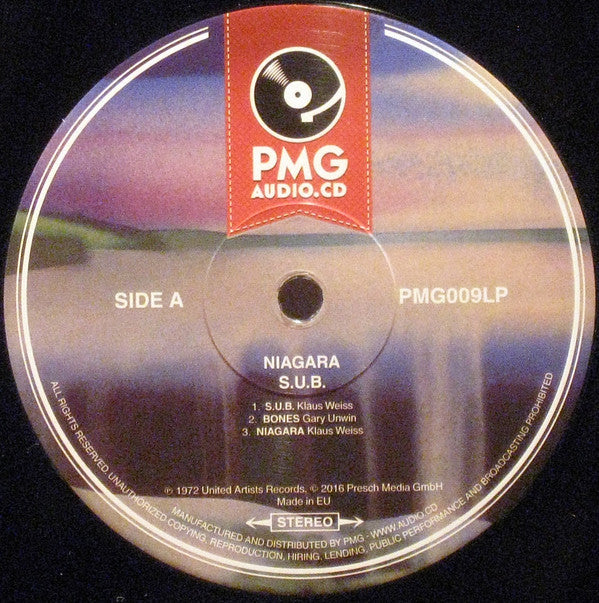 PMG
AUDIO.CD
SIDE A
PMG009LP
NIAGARA
S.U.B.
1. S.U.B. Klaus Weiss
2. BONES Gary Unwin
3. NIAGARA Klaus Weiss
℗ 1972 United Artists Records, © 2016 Presch Media GmbH
Made in EU
STEREO
MANUFACTURED AND DISTRIBUTED BY PMG - WWW.AUDIO.CD
ALL RIGHTS RESERVED. UNAUTHORIZED COPYING, REPRODUCTION, HIRING, LENDING, PUBLIC PERFORMANCE AND BROADCASTING PROHIBITED